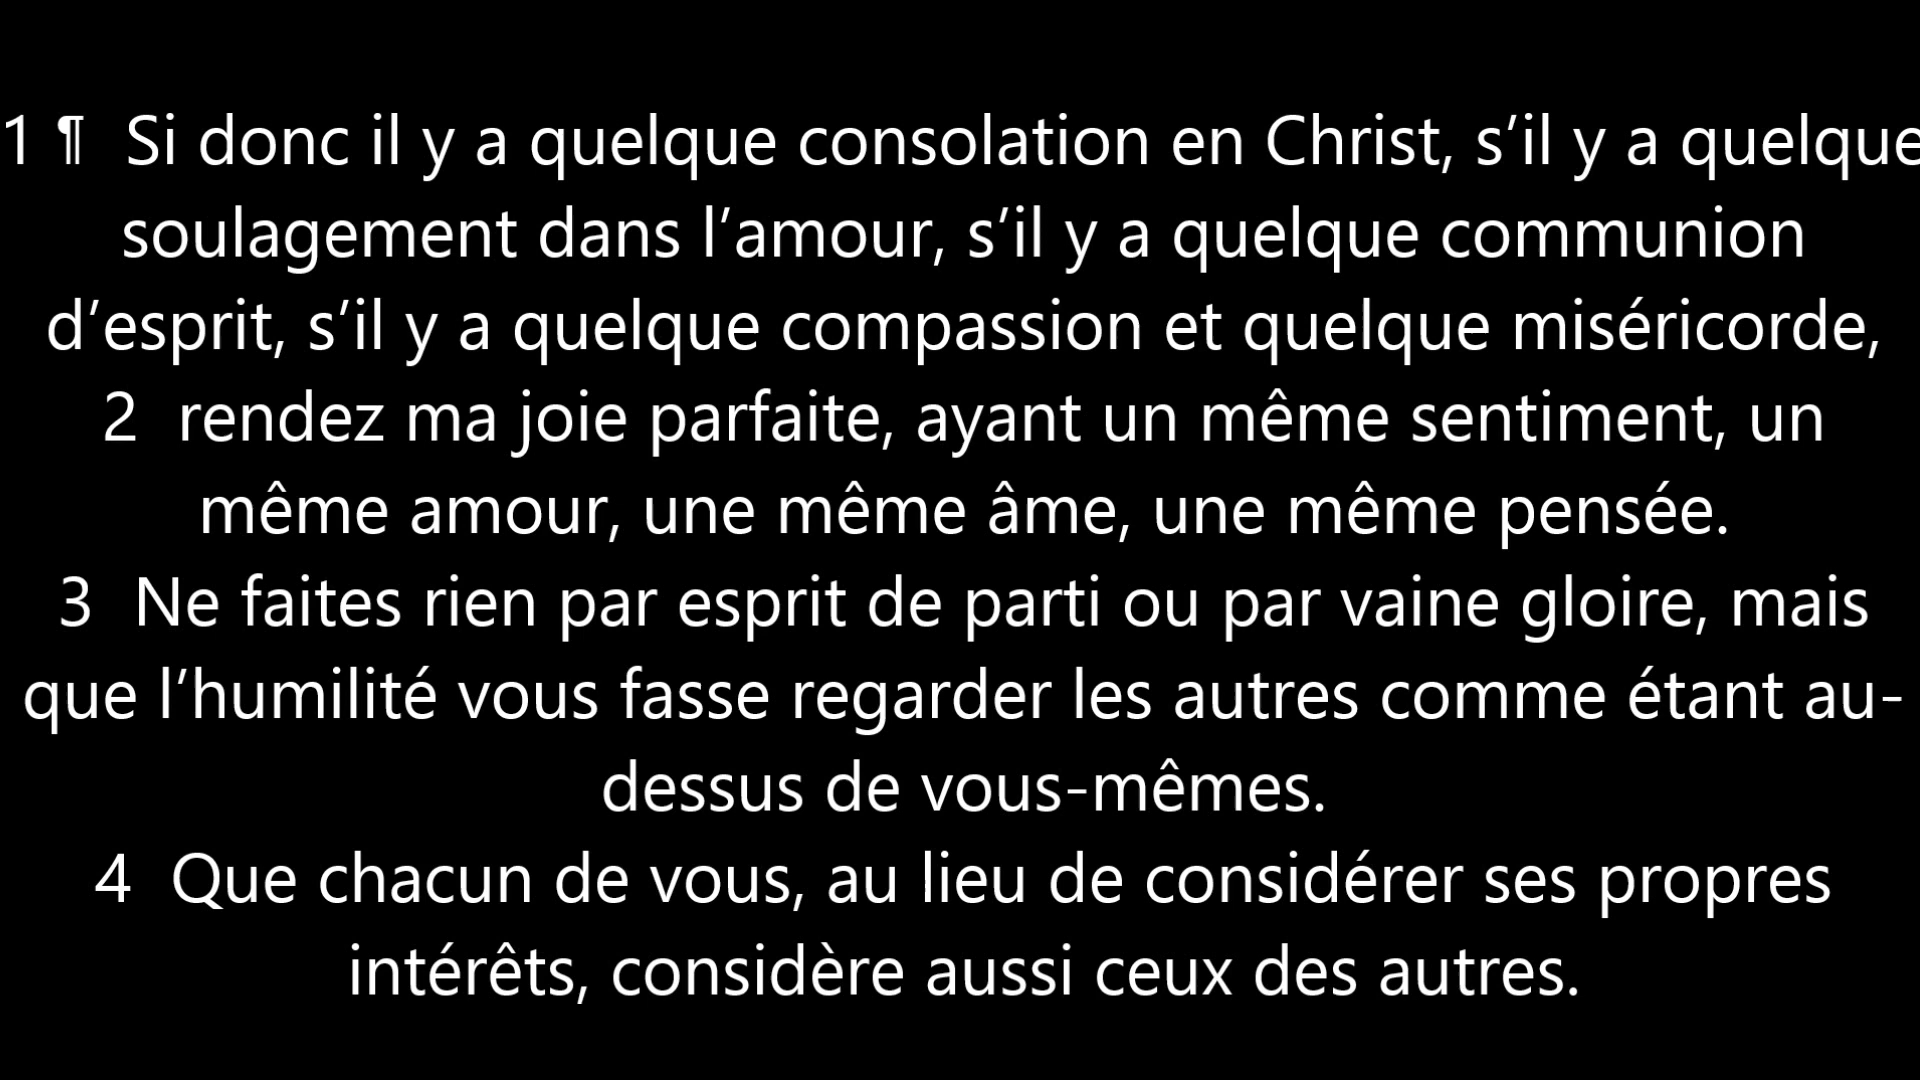 1 ¶  Si donc il y a quelque consolation en Christ, s’il y a quelque
soulagement dans l’amour, s’il y a quelque communion
d’esprit, s’il y a quelque compassion et quelque miséricorde,
2  rendez ma joie parfaite, ayant un même sentiment, un
même amour, une même âme, une même pensée.
3  Ne faites rien par esprit de parti ou par vaine gloire, mais
que l’humilité vous fasse regarder les autres comme étant au-
dessus de vous-mêmes.
4  Que chacun de vous, au lieu de considérer ses propres
intérêts, considère aussi ceux des autres.